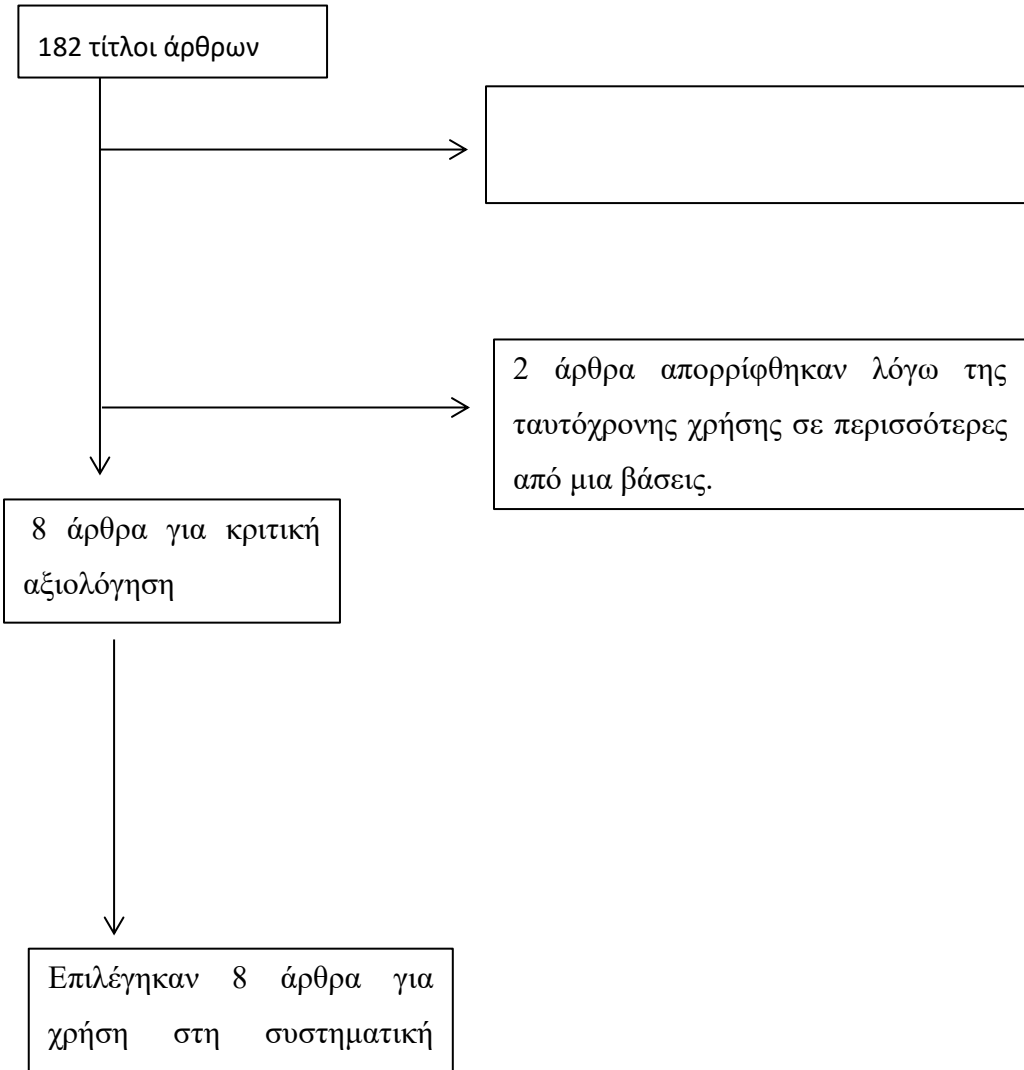 182 τίτλοι άρθρων
2 άρθρα απορρίφθηκαν λόγω της
ταυτόχρονης χρήσης σε περισσότερες
από μια βάσεις.
8 άρθρα για κριτική
αξιολόγηση
Επιλέγηκαν 8 άρθρα για
χρήση στη συστηματική